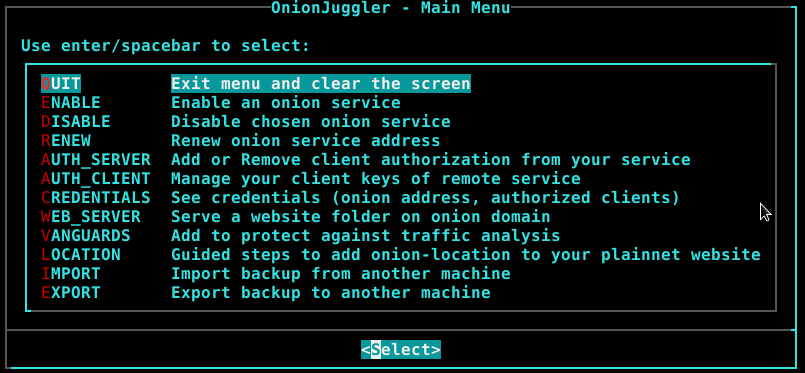 OnionJuggler - Main Menu
Use enter/spacebar to select:
QUIT Exit menu and clear the screen
ENABLE Enable an onion service
DISABLE Disable chosen onion service
RENEW Renew onion service address
AUTH_SERVER Add or Remove client authorization from your service
AUTH_CLIENT Manage your client keys of remote service
CREDENTIALS See credentials (onion address, authorized clients)
WEB_SERVER Serve a website folder on onion domain
VANGUARDS Add to protect against traffic analysis
LOCATION Guided steps to add onion-location to your plainnet website
IMPORT Import backup from another machine
EXPORT Export backup to another machine
<Select>